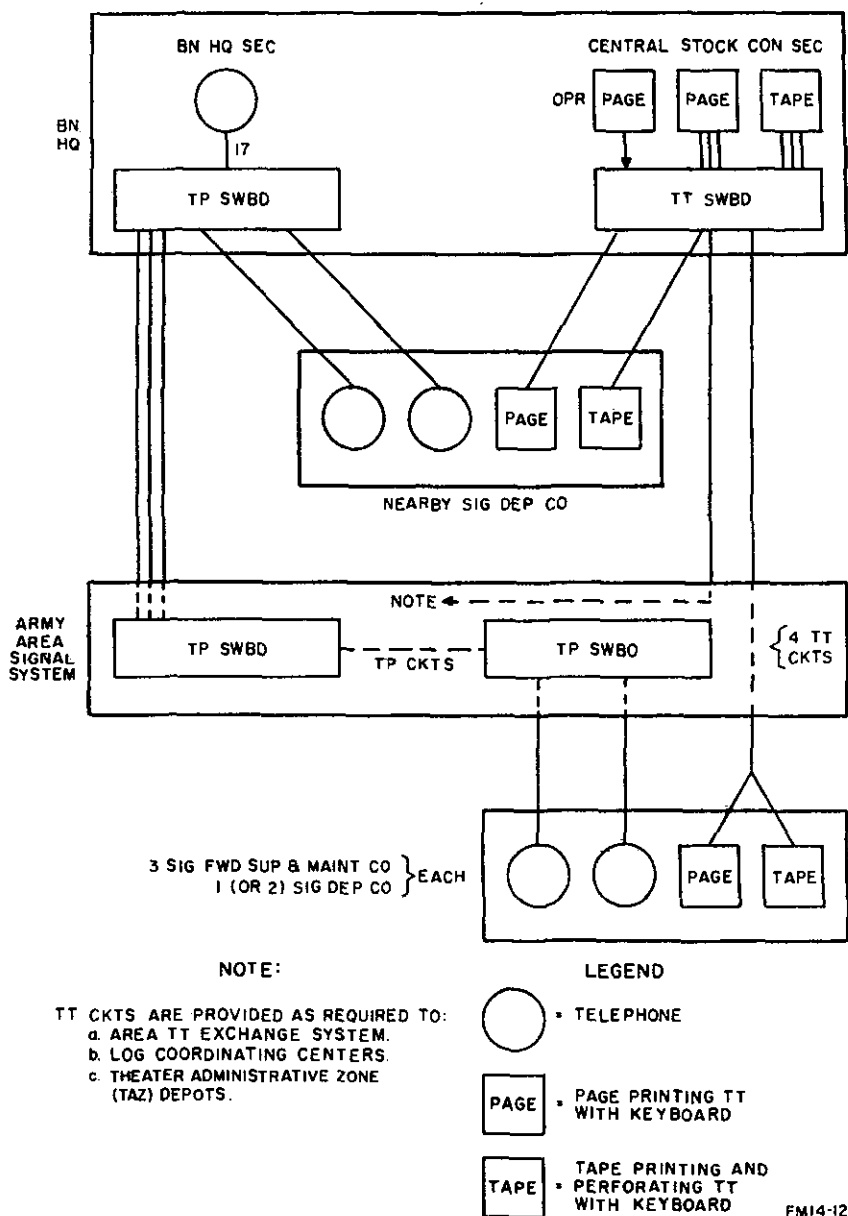 BN HQ SEC
CENTRAL STOCK CON SEC
OPR
PAGE
PAGE
TAPE
BN
HQ
17
TP SWBD
TT SWBD
PAGE
TAPE
NEARBY SIG DEP CO
NOTE
ARMY
AREA
SIGNAL
SYSTEM
TP SWBD
TP CKTS
TP SWBO
{4 TT
CKTS
3 SIG FWD SUP & MAINT CO
1 (OR 2) SIG DEP CO
} EACH
PAGE
TAPE
NOTE:
TT CKTS ARE PROVIDED AS REQUIRED TO:
a. AREA TT EXCHANGE SYSTEM.
b. LOG COORDINATING CENTERS.
c. THEATER ADMINISTRATIVE ZONE
(TAZ) DEPOTS.
LEGEND
= TELEPHONE
PAGE
= PAGE PRINTING TT
WITH KEYBOARD
TAPE
TAPE PRINTING AND
= PERFORATING TT
WITH KEYBOARD
FM14-12